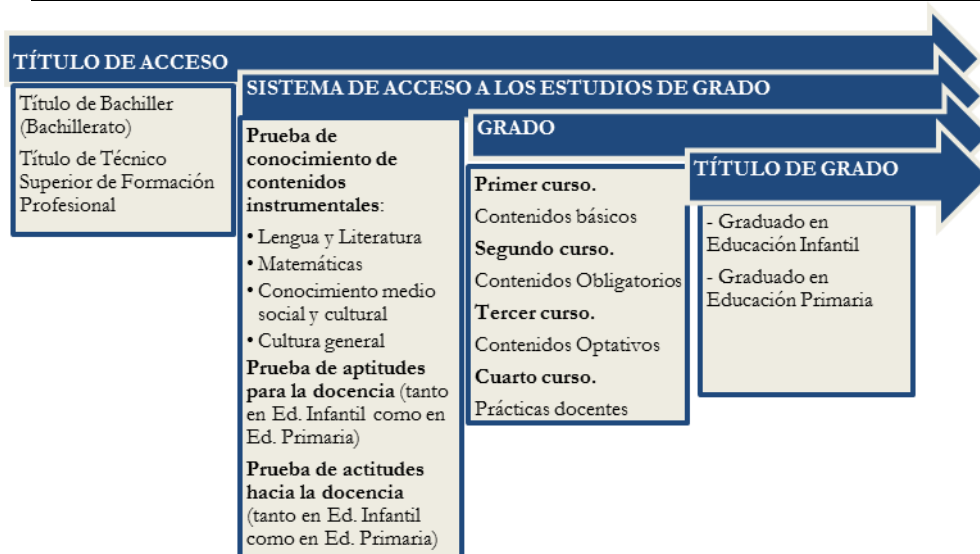 TÍTULO DE ACCESO
Título de Bachiller
(Bachillerato)
Título de Técnico
Superior de Formación
Profesional
SISTEMA DE ACCESO A LOS ESTUDIOS DE GRADO
Prueba de
conocimiento de
contenidos
instrumentales:
• Lengua y Literatura
• Matemáticas
• Conocimiento medio
social y cultural
• Cultura general
Prueba de aptitudes
para la docencia (tanto
en Ed. Infantil como en
Ed. Primaria)
Prueba de actitudes
hacia la docencia
(tanto en Ed. Infantil
como en Ed. Primaria)
GRADO
Primer curso.
Contenidos básicos
Segundo curso.
Contenidos Obligatorios
Tercer curso.
Contenidos Optativos
Cuarto curso.
Prácticas docentes
TÍTULO DE GRADO
- Graduado en
Educación Infantil
- Graduado en
Educación Primaria